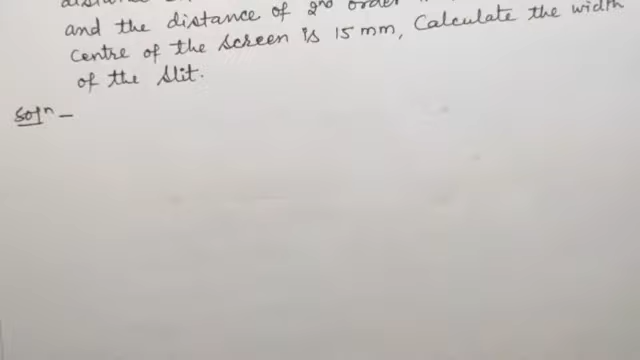 and the distance of 2nd order
centre of the screen is 15 mm, Calculate the width
of the slit.
Soln -